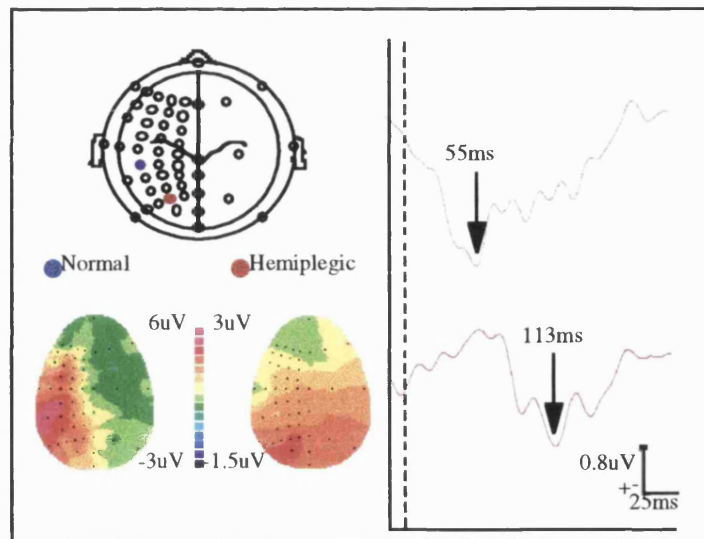 55ms
Normal
Hemiplegic
6uV 3uV
113ms
-3uV -1.5uV
0.8uV
+-
25ms